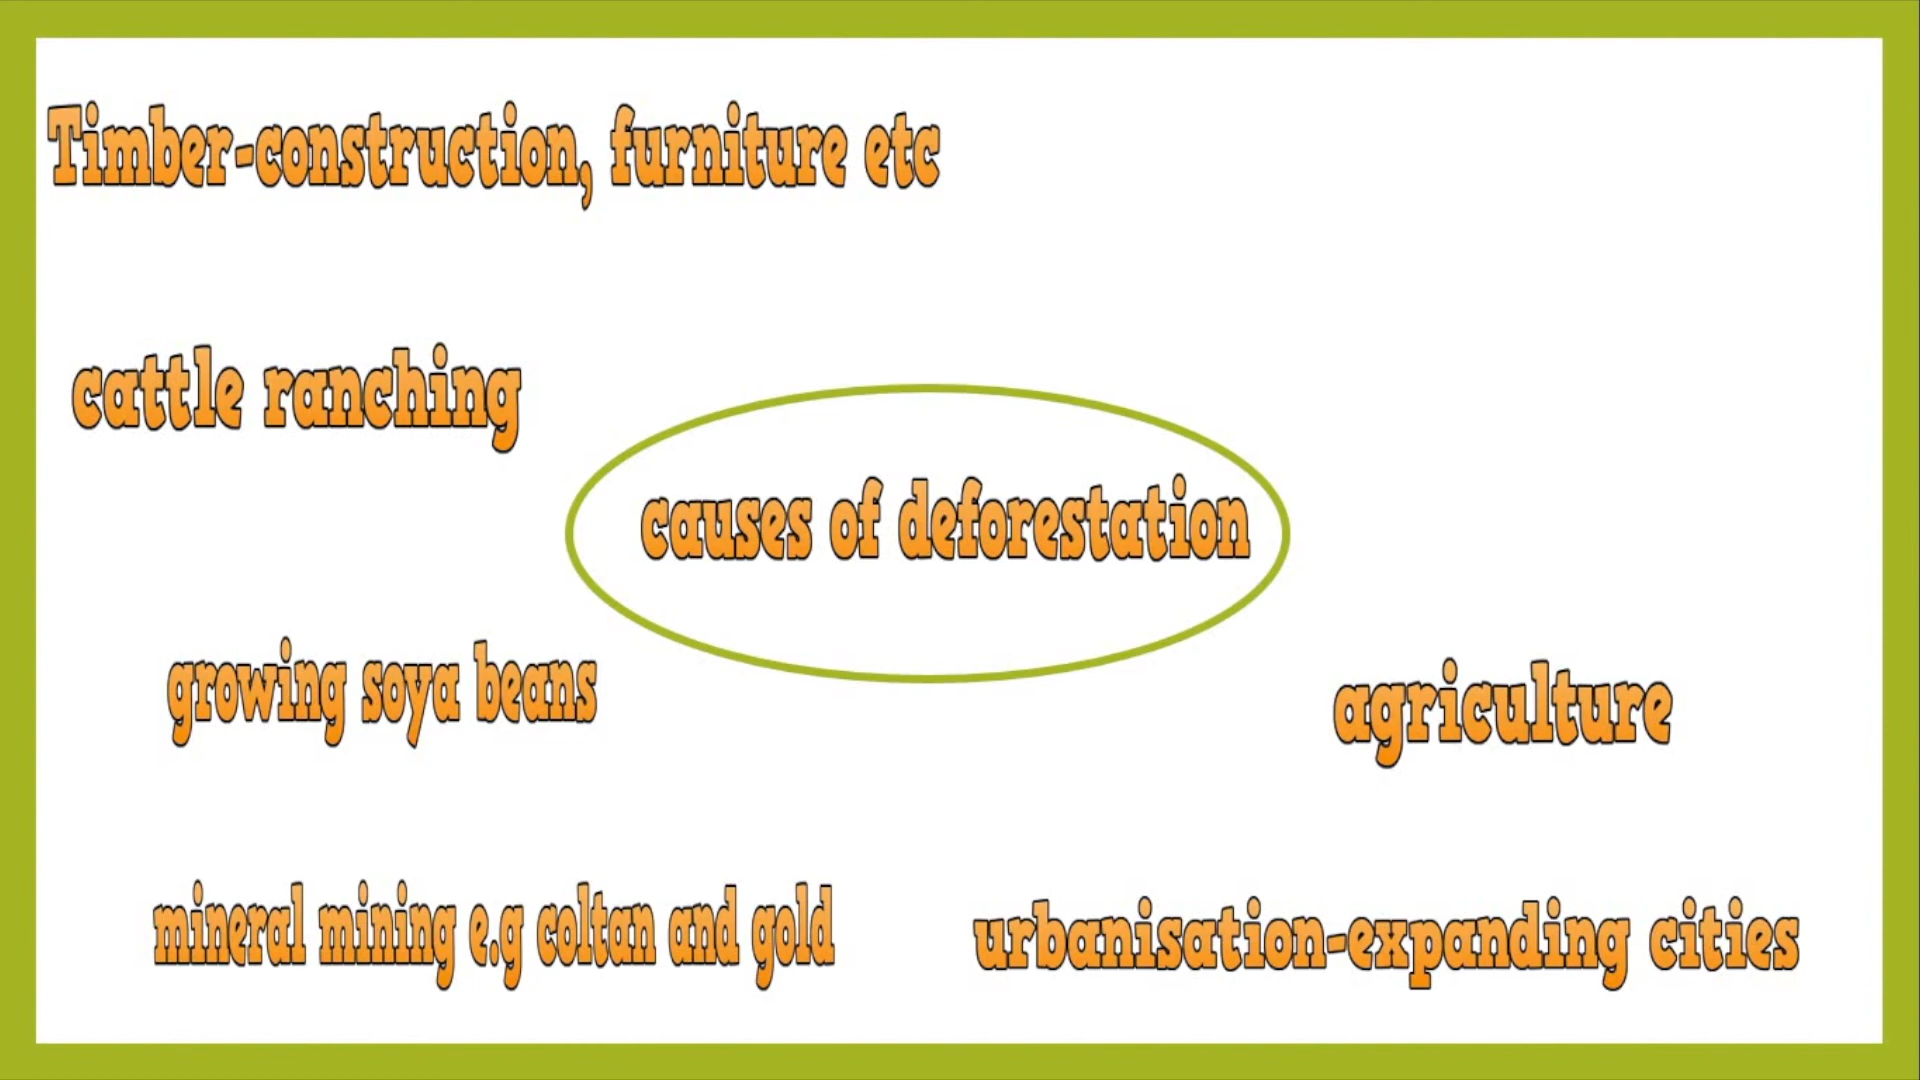 Timber-construction, furniture etc
cattle ranching
causes of deforestation
growing soya beans
agriculture
mineral mining e.g coltan and gold
urbanisation-expanding cities